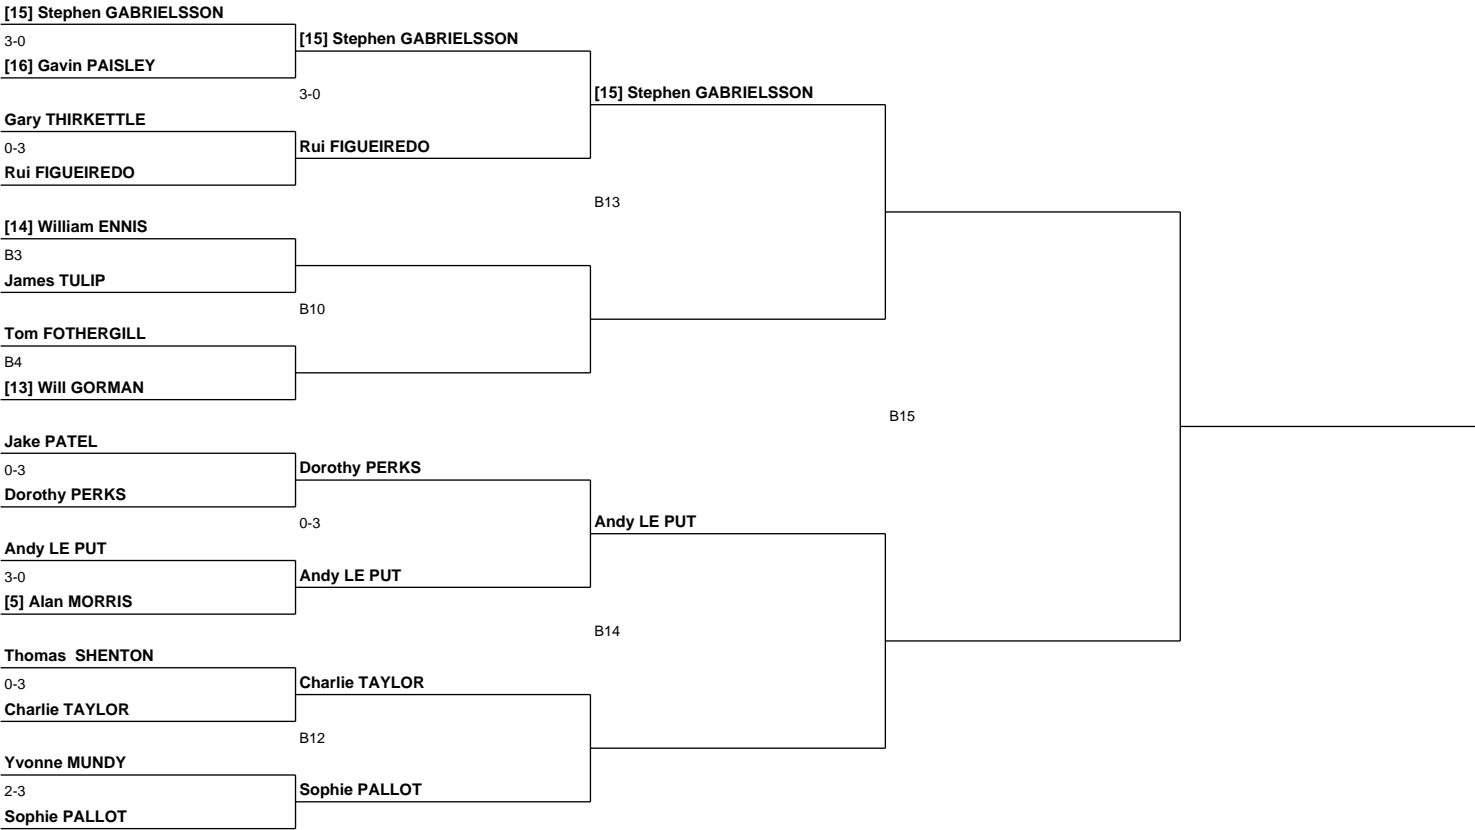 [15] Stephen GABRIELSSON
3-0
[16] Gavin PAISLEY
Gary THIRKETTLE
0-3
Rui FIGUEIREDO
[14] William ENNIS
B3
James TULIP
Tom FOTHERGILL
B4
[13] Will GORMAN
Jake PATEL
0-3
Dorothy PERKS
Andy LE PUT
3-0
[5] Alan MORRIS
Thomas  SHENTON
0-3
Charlie TAYLOR
Yvonne MUNDY
2-3
Sophie PALLOT
[15] Stephen GABRIELSSON
3-0
Rui FIGUEIREDO
B10
Dorothy PERKS
0-3
Andy LE PUT
Charlie TAYLOR
B12
Sophie PALLOT
[15] Stephen GABRIELSSON
B13
Andy LE PUT
B14
B15